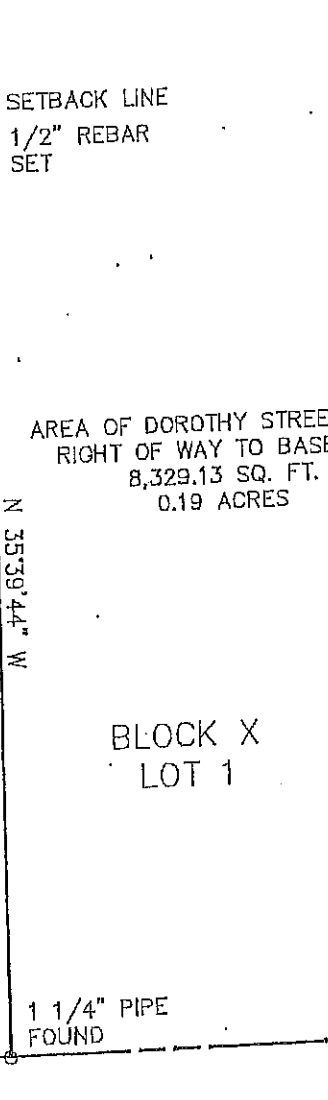 SETBACK LINE
1/2" REBAR
SET
AREA OF DOROTHY STREE
RIGHT OF WAY TO BASE
8,329.13 SQ. FT.
0.19 ACRES
N 35°39'44" W
BLOCK X
LOT 1
1 1/4" PIPE
FOUND